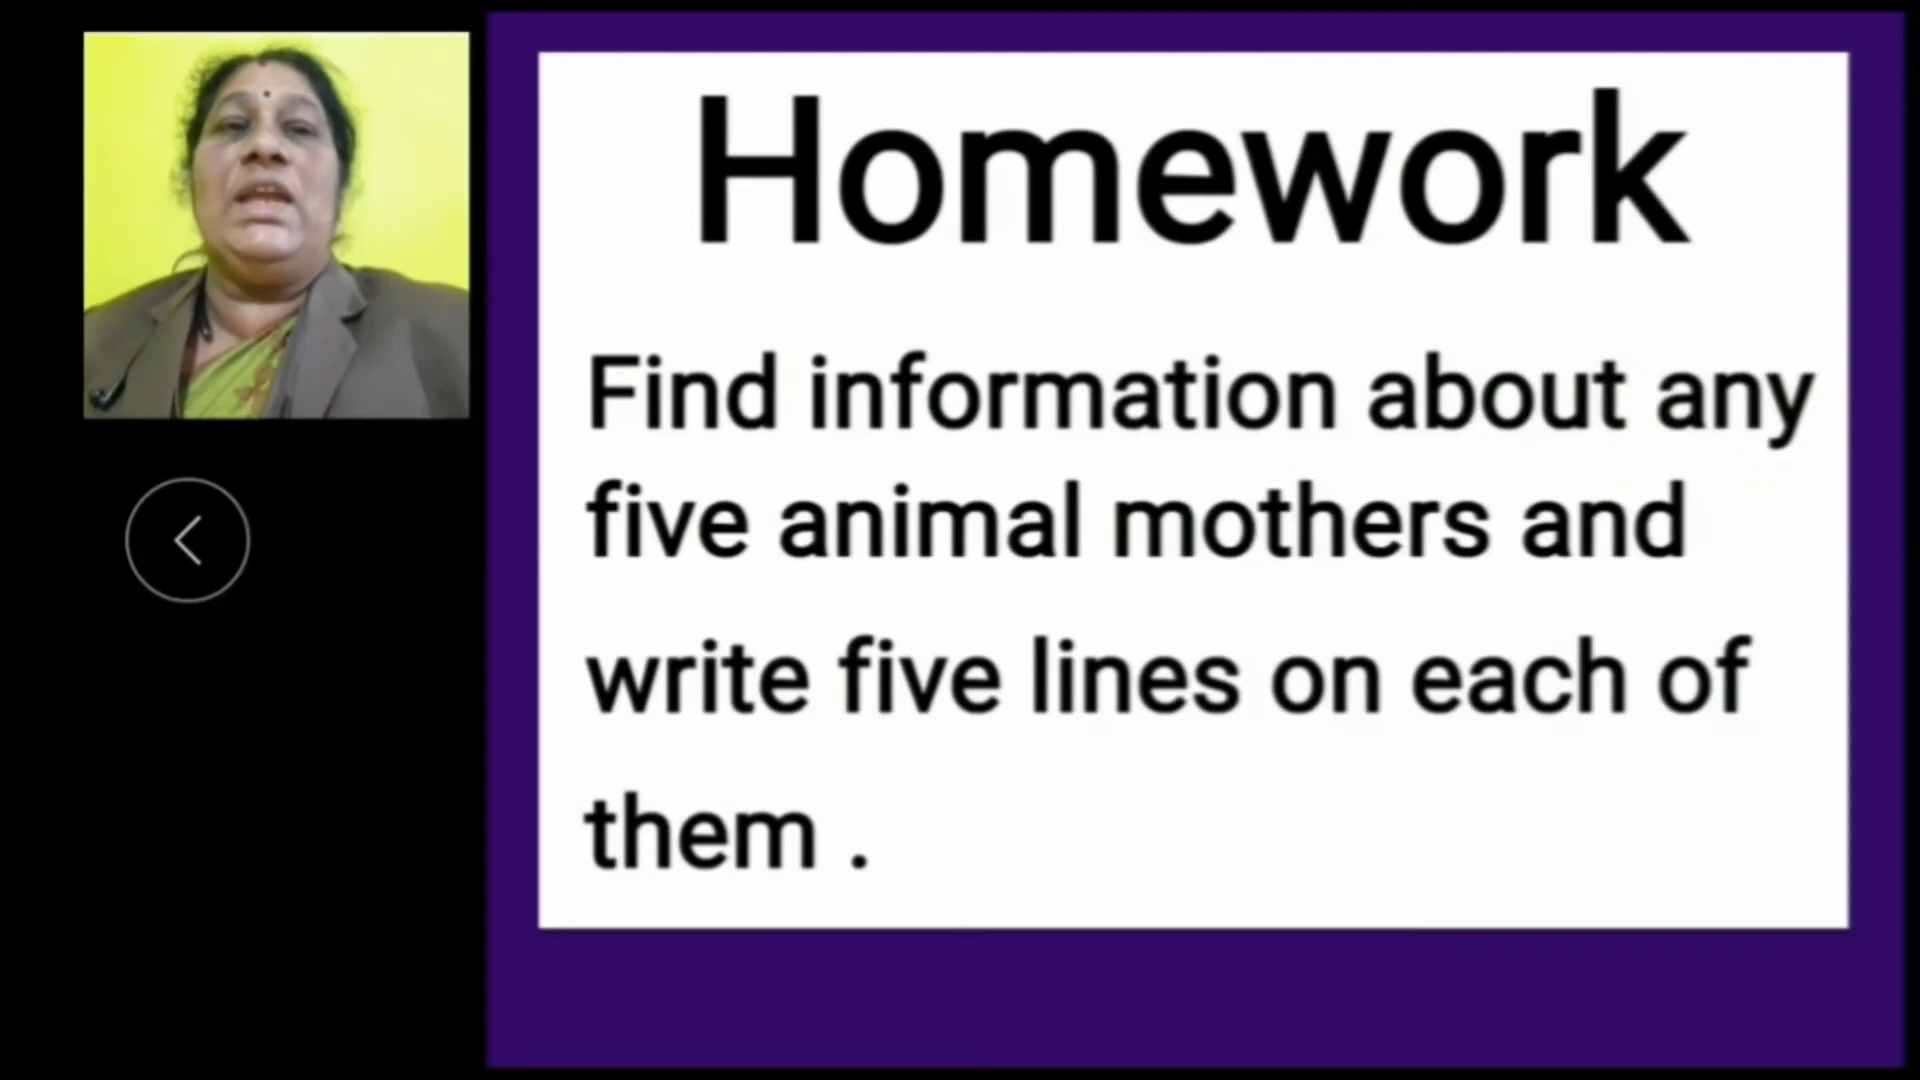 Homework
Find information about any
five animal mothers and
write five lines on each of
them .